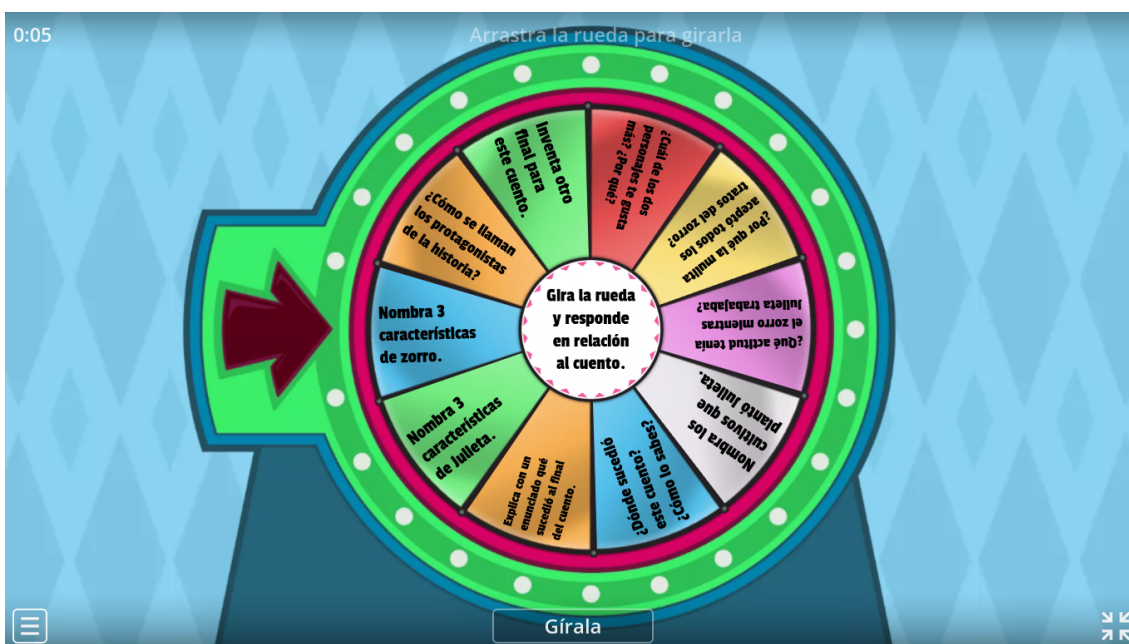 0:05
Arrastra la rueda para girarla
Inventa otro
final para
este cuento.
¿Cuál de los dos
personajes te gusta
más? ¿Por qué?
¿Por qué la mulita
aceptó todos los
tratos del zorro?
¿Qué actitud tenía
el zorro mientras
Julieta trabajaba?
Nombra los
cultivos que
plantó Julieta.
¿Dónde sucedió
este cuento?
¿Cómo lo sabes?
Explica con un
enunciado qué
sucedió al final
del cuento.
Nombra 3
características
de Julieta.
Nombra 3
características
de zorro.
¿Cómo se llaman
los protagonistas
de la historia?
Gira la rueda
y responde
en relación
al cuento.
Gírala